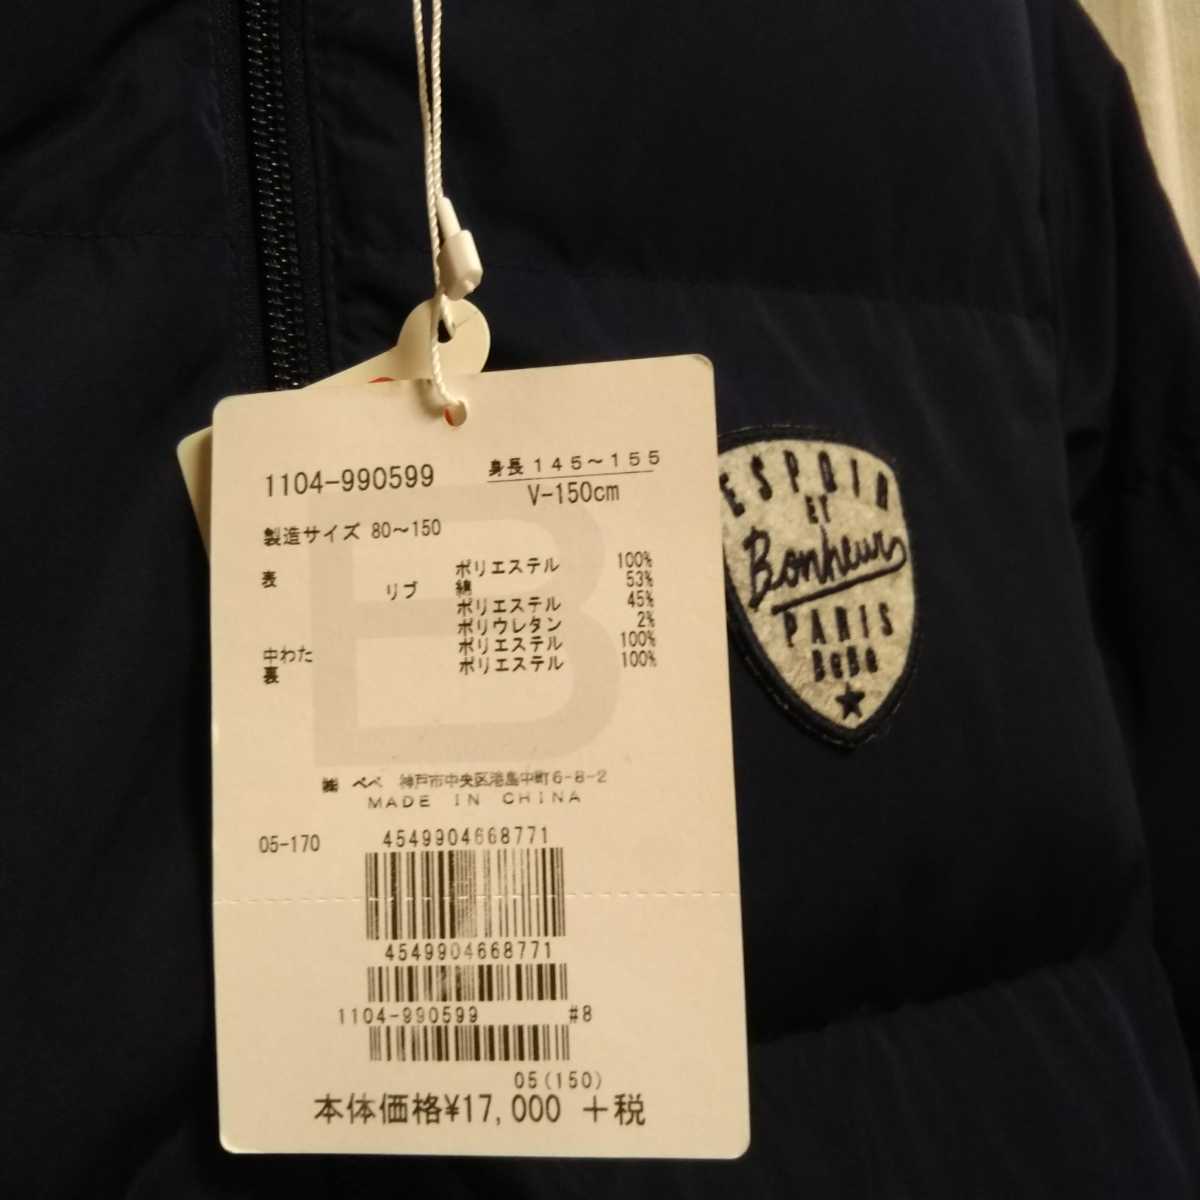 1104-990599
身長１４５～１５５
V-150cm
製造サイズ 80～150
表 ポリエステル 100%
リブ 綿 53%
ポリエステル 45%
ポリウレタン 2%
中わた ポリエステル 100%
裏 ポリエステル 100%
㈱ べべ 神戸市中央区港島中町6-8-2
MADE IN CHINA
05-170
4549904668771
4549904668771
1104-990599 #8
05(150)
本体価格¥17,000 +税
ESPOIR
ET
Bonheur
PARIS
BeBe